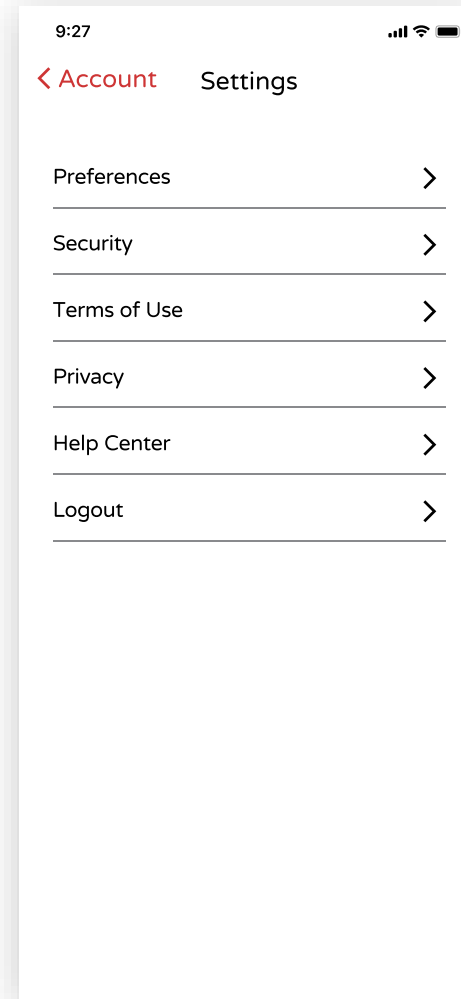 9:27
Account Settings
Preferences
Security
Terms of Use
Privacy
Help Center
Logout